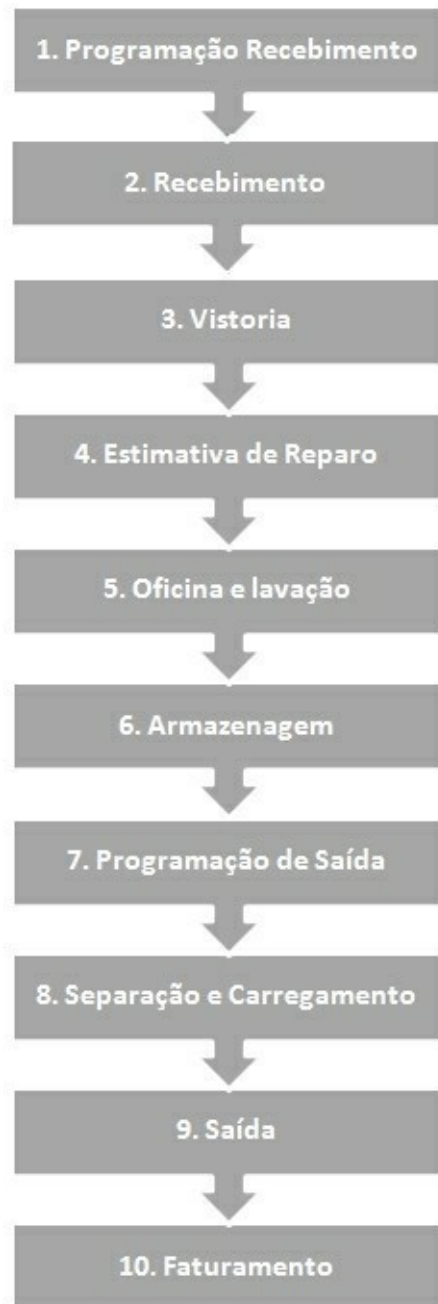 1. Programação Recebimento
2. Recebimento
3. Vistoria
4. Estimativa de Reparo
5. Oficina e lavação
6. Armazenagem
7. Programação de Saída
8. Separação e Carregamento
9. Saída
10. Faturamento